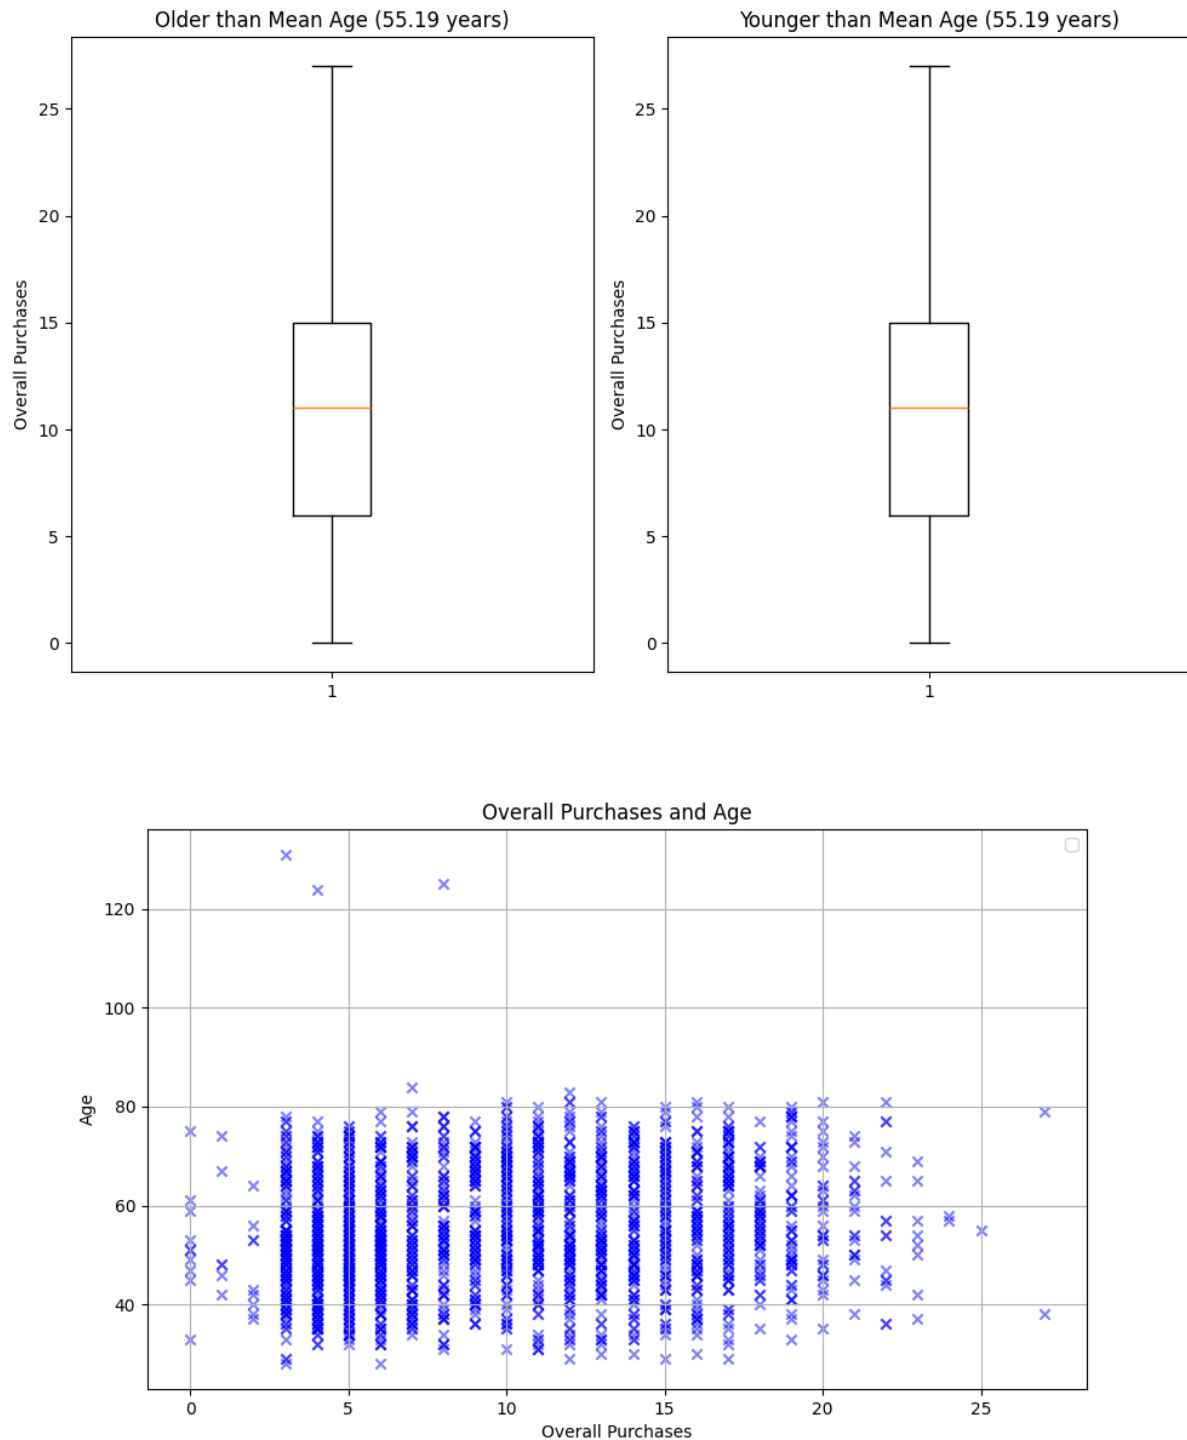 Older than Mean Age (55.19 years)
Overall Purchases
25
20
15
10
5
0
1
Younger than Mean Age (55.19 years)
Overall Purchases
25
20
15
10
5
0
1
Overall Purchases and Age
Age
120
100
80
60
40
0 5 10 15 20 25
Overall Purchases